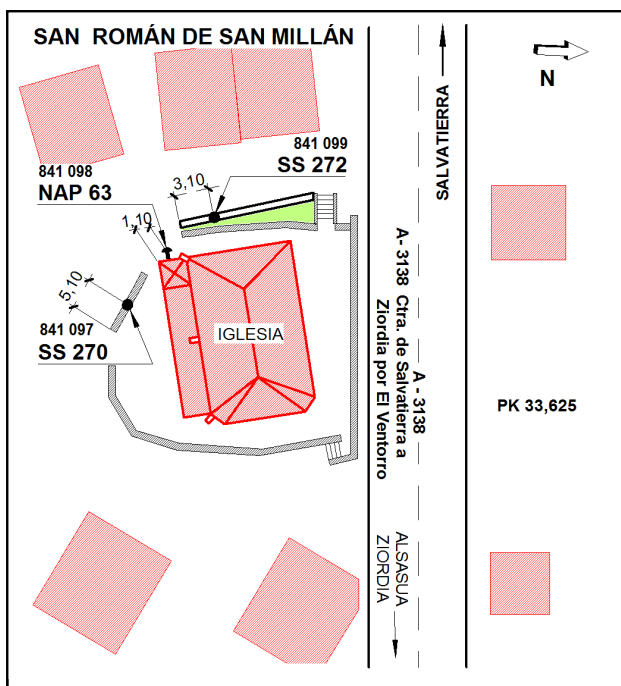 SAN ROMÁN DE SAN MILLÁN
N
SALVATIERRA
841 099
SS 272
841 098
NAP 63
3,10
1,10
5,10
841 097
SS 270
IGLESIA
A- 3138 Ctra. de Salvatierra a
Ziordia por El Ventorro
A - 3138
PK 33,625
ALSASUA
ZIORDIA